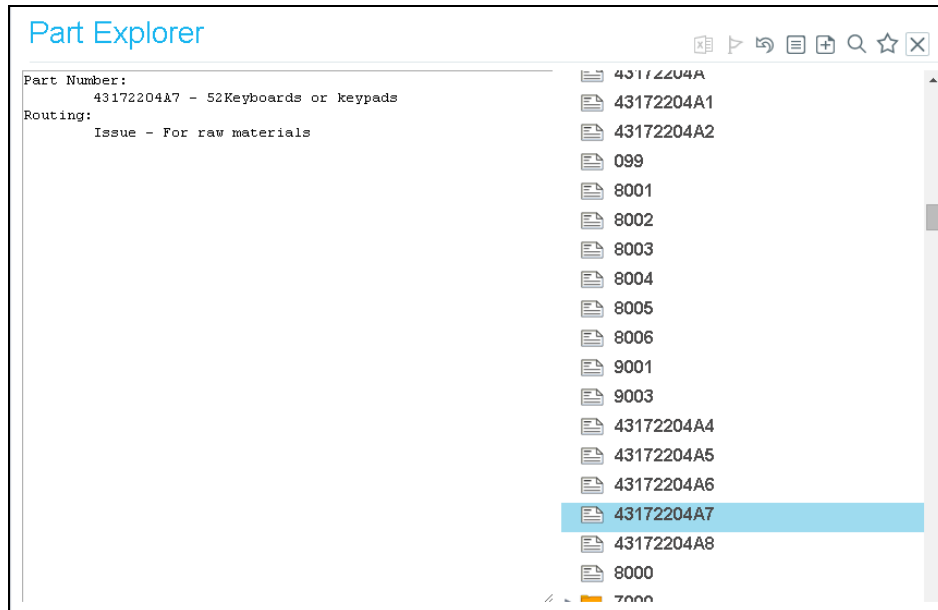 Part Explorer
Part Number:
43172204A7 - 52Keyboards or keypads
Routing:
Issue - For raw materials
43172204A
43172204A1
43172204A2
099
8001
8002
8003
8004
8005
8006
9001
9003
43172204A4
43172204A5
43172204A6
43172204A7
43172204A8
8000
7000